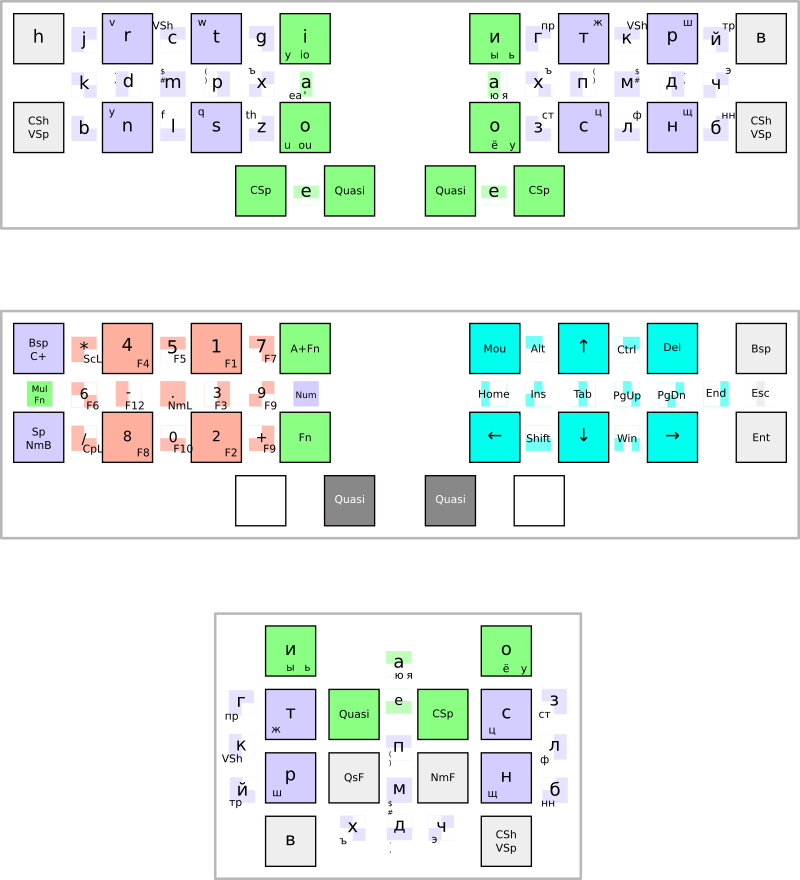 h j r v c VSh t w g i y io
k d m $ # p ( ) x ъ a ea'
CSh VSp b n y l f s q z th o u ou
CSp e Quasi
и ы ь г пр т ж к VSh р ш й тр в
а ю я х ъ п ( ) м $ # д ч э
о ё у з ст с ц л ф н щ б нн CSh VSp
Quasi e CSp
Bsp C+ * ScL 4 F4 5 F5 1 F1 7 F7 A+Fn
Mul Fn 6 F6 - F12 . NmL 3 F3 9 F9 Num
Sp NmB / CpL 8 F8 0 F10 2 F2 + F9 Fn
Quasi
Mou Alt ↑ Ctrl Del Bsp
Home Ins Tab PgUp PgDn End Esc
← Shift ↓ Win → Ent
Quasi
и ы ь а ю я о ё у
г пр т ж Quasi е CSp с ц з ст
к VSh п ( ) л ф
й тр р ш QsF м $ # NmF н щ б нн
в х ъ д ч э CSh VSp